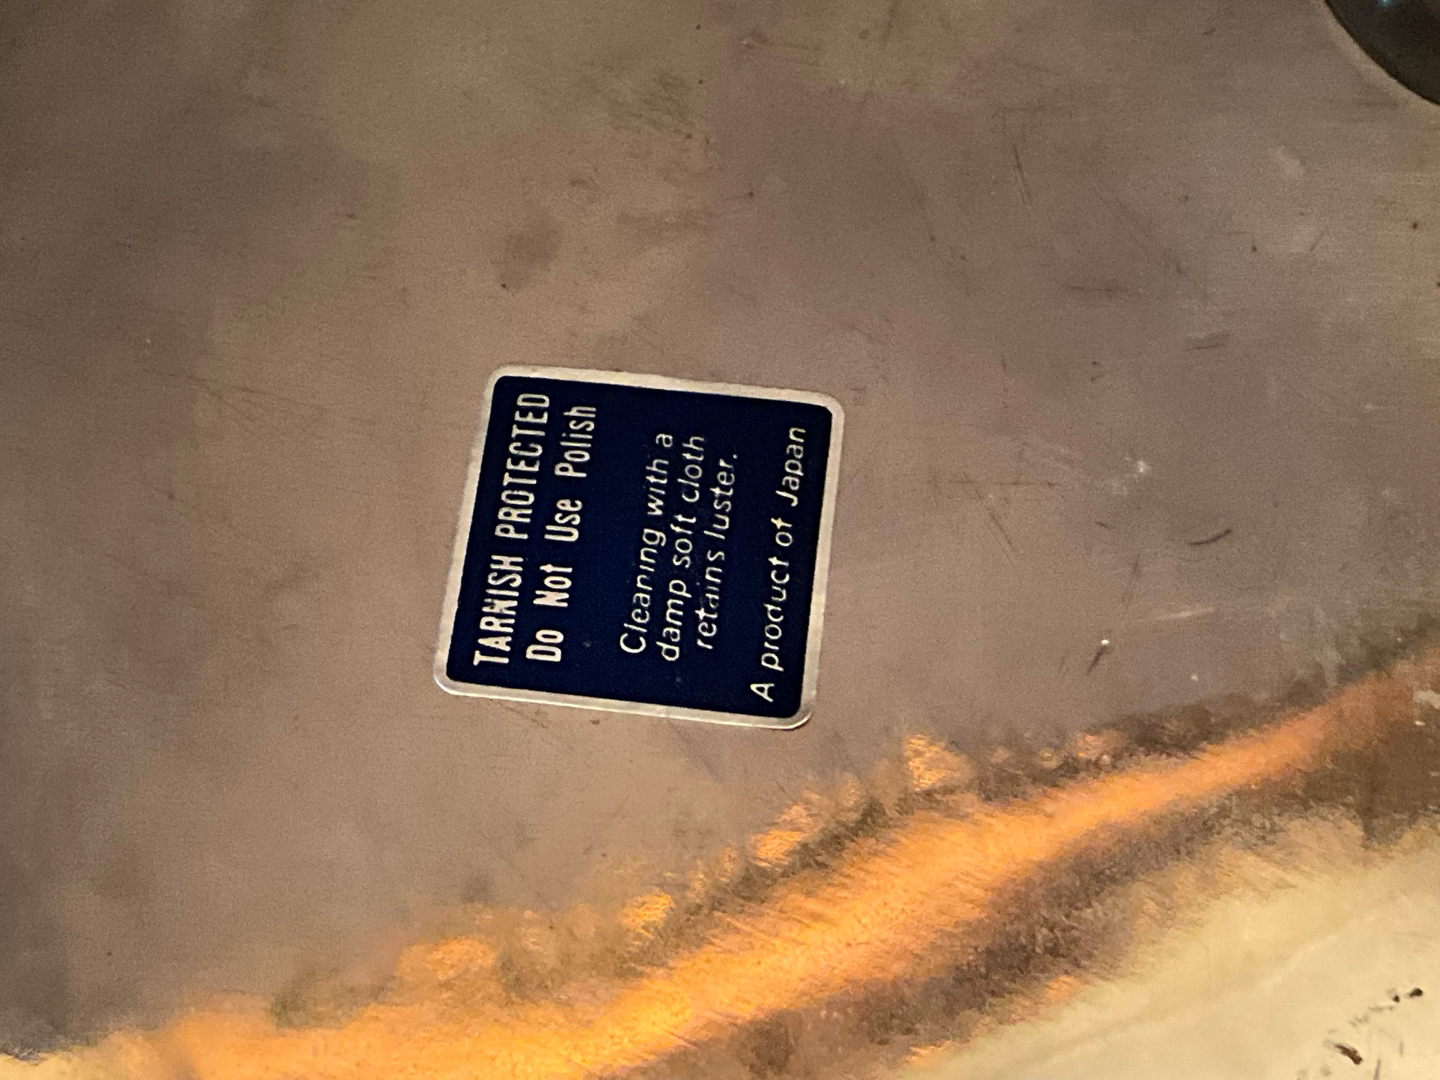 TARNISH PROTECTED
Do Not Use Polish
Cleaning with a
damp soft cloth
retains luster.
A product of Japan